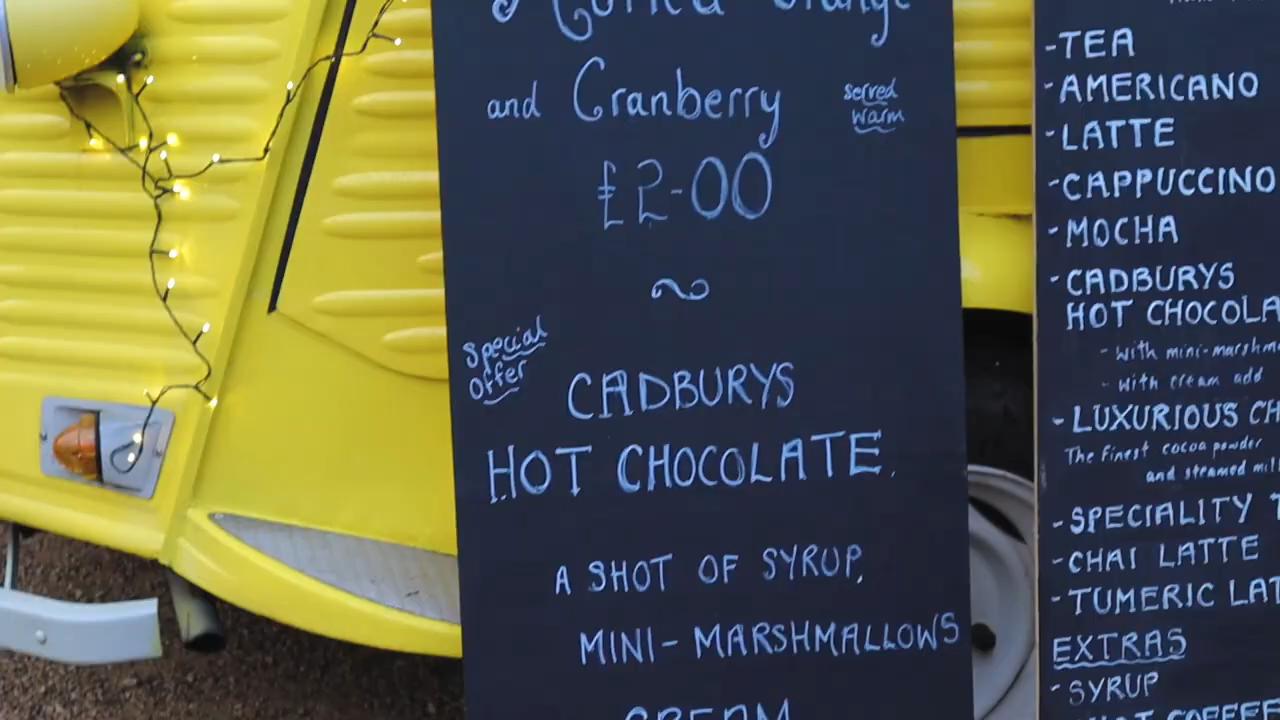 Orange
and Cranberry
served
warm
£2-00
Special
Offer
CADBURYS
HOT CHOCOLATE.
A SHOT OF SYRUP,
MINI-MARSHMALLOWS
CREAM
-TEA
-AMERICANO
-LATTE
-CAPPUCCINO
-MOCHA
-CADBURYS
HOT CHOCOLA
- with mini-marshm
- with cream add
-LUXURIOUS CH
The finest cocoa powder
and steamed mil
-SPECIALITY T
-CHAI LATTE
-TUMERIC LAT
EXTRAS
-SYRUP